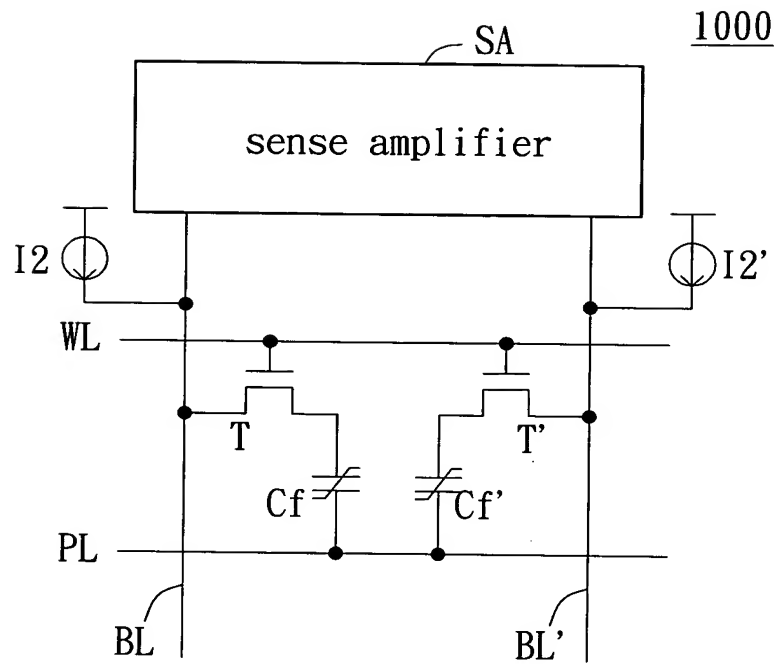 1000
SA
sense amplifier
I2
I2'
WL
T
T'
Cf
Cf'
PL
BL
BL'